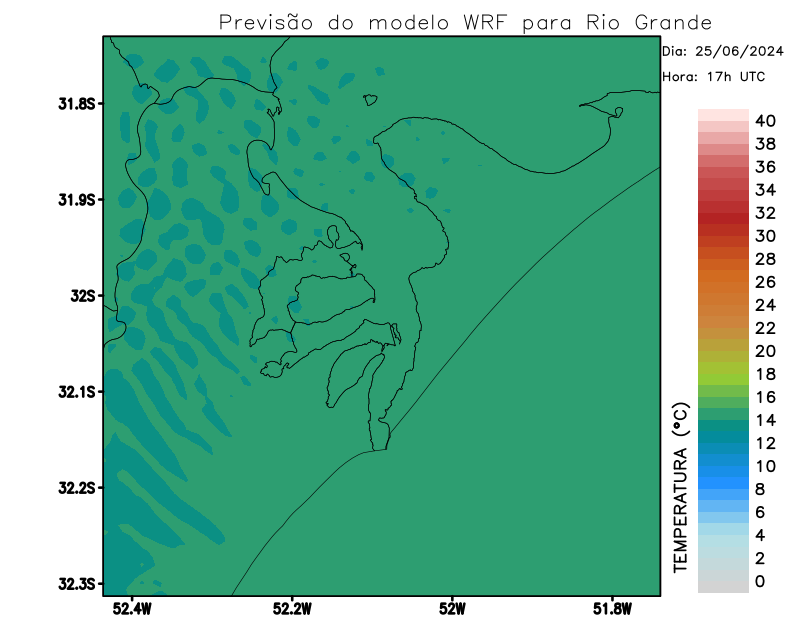 Previsão do modelo WRF para Rio Grande
Dia: 25/06/2024
Hora: 17h UTC
31.8S
31.9S
32S
32.1S
32.2S
32.3S
52.4W
52.2W
52W
51.8W
TEMPERATURA (°C)
40
38
36
34
32
30
28
26
24
22
20
18
16
14
12
10
8
6
4
2
0